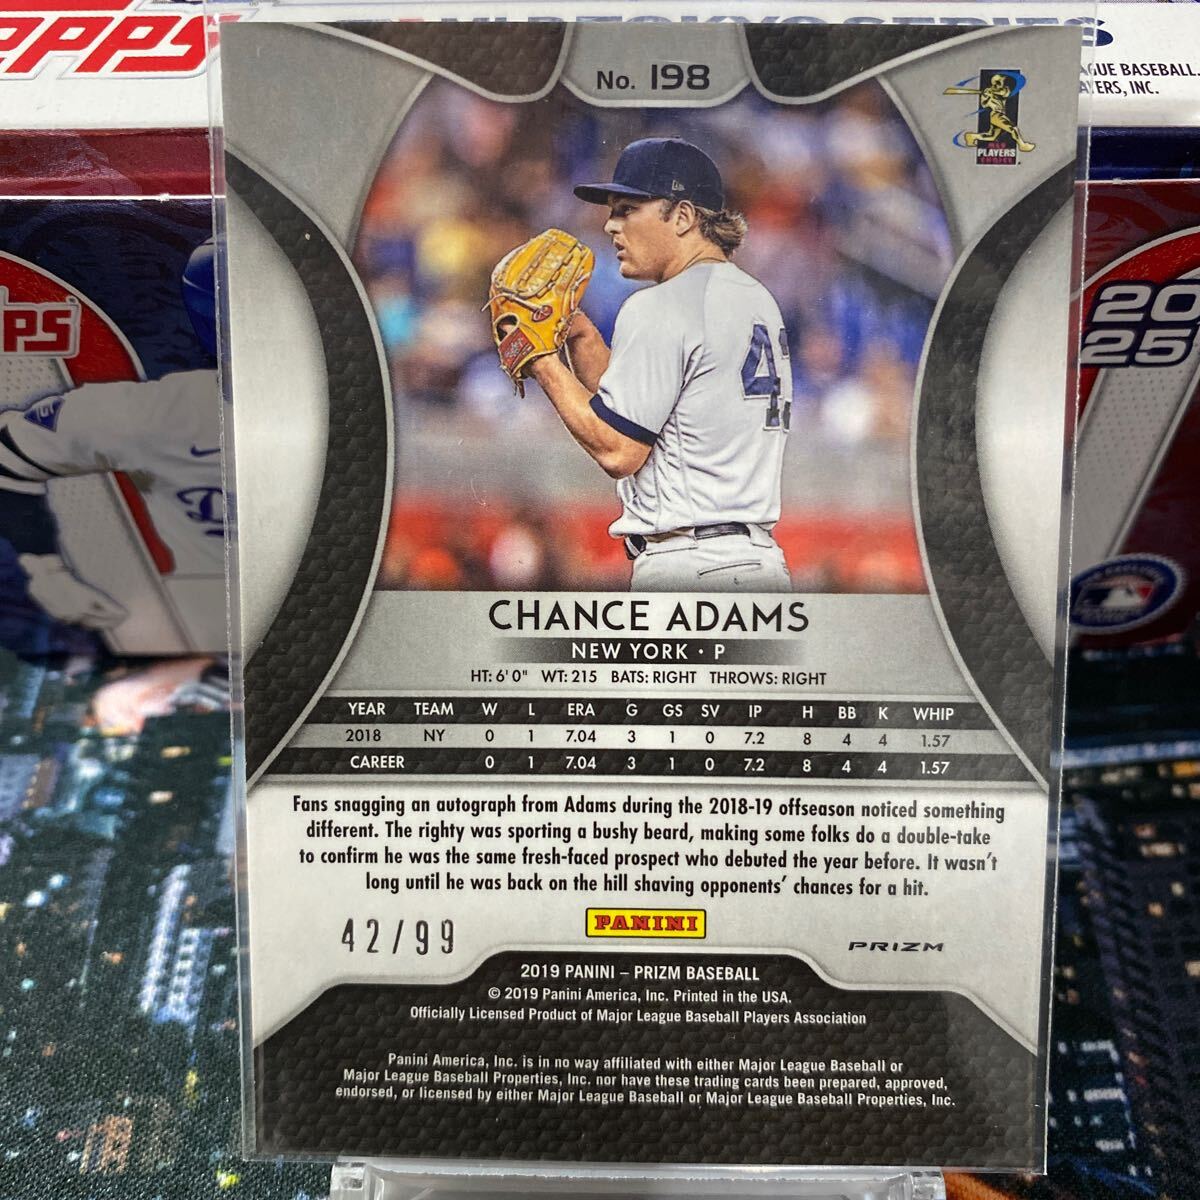 No. 198
MLB PLAYERS CHOICE
CHANCE ADAMS
NEW YORK • P
HT: 6' 0" WT: 215 BATS: RIGHT THROWS: RIGHT
YEAR TEAM W L ERA G GS SV IP H BB K WHIP
2018 NY 0 1 7.04 3 1 0 7.2 8 4 4 1.57
CAREER 0 1 7.04 3 1 0 7.2 8 4 4 1.57
Fans snagging an autograph from Adams during the 2018-19 offseason noticed something
different. The righty was sporting a bushy beard, making some folks do a double-take
to confirm he was the same fresh-faced prospect who debuted the year before. It wasn't
long until he was back on the hill shaving opponents' chances for a hit.
42/99
PANINI
PRIZM
2019 PANINI – PRIZM BASEBALL
© 2019 Panini America, Inc. Printed in the USA.
Officially Licensed Product of Major League Baseball Players Association
Panini America, Inc. is in no way affiliated with either Major League Baseball or
Major League Baseball Properties, Inc. nor have these trading cards been prepared, approved,
endorsed, or licensed by either Major League Baseball or Major League Baseball Properties, Inc.
20
25
BASEBALL.
INC.